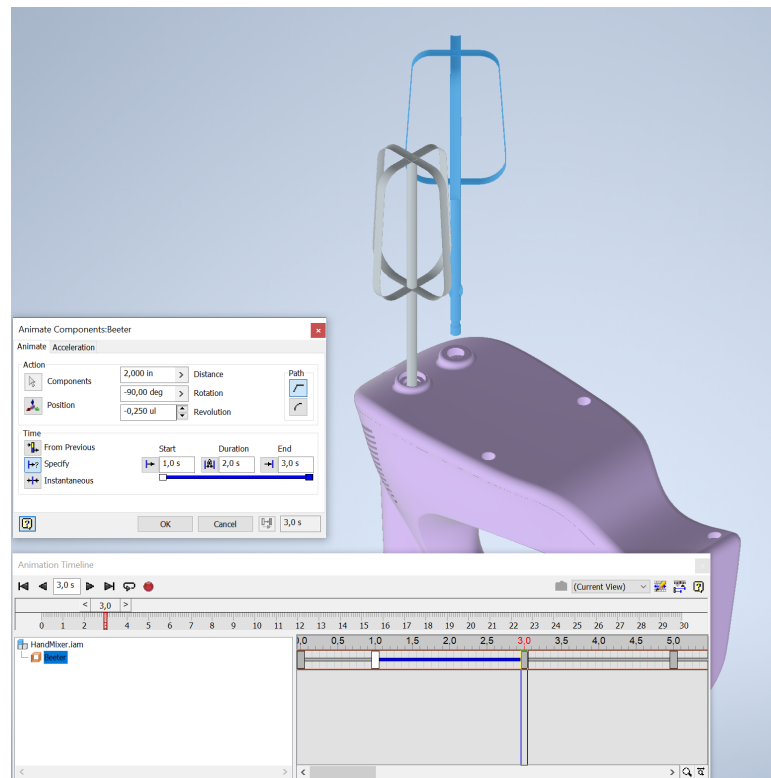 Animate Components:Beeter
Animate Acceleration
Action
Components
Position
2,000 in > Distance
-90,00 deg > Rotation
-0,250 ul Revolution
Path
Time
From Previous
Specify
Instantaneous
Start Duration End
1,0 s 2,0 s 3,0 s
OK Cancel 3,0 s
Animation Timeline
3,0 s (Current View)
< 3,0 >
0 1 2 3 4 5 6 7 8 9 10 11 12 13 14 15 16 17 18 19 20 21 22 23 24 25 26 27 28 29 30
HandMixer.iam
Beeter
0,0 0,5 1,0 1,5 2,0 2,5 3,0 3,5 4,0 4,5 5,0